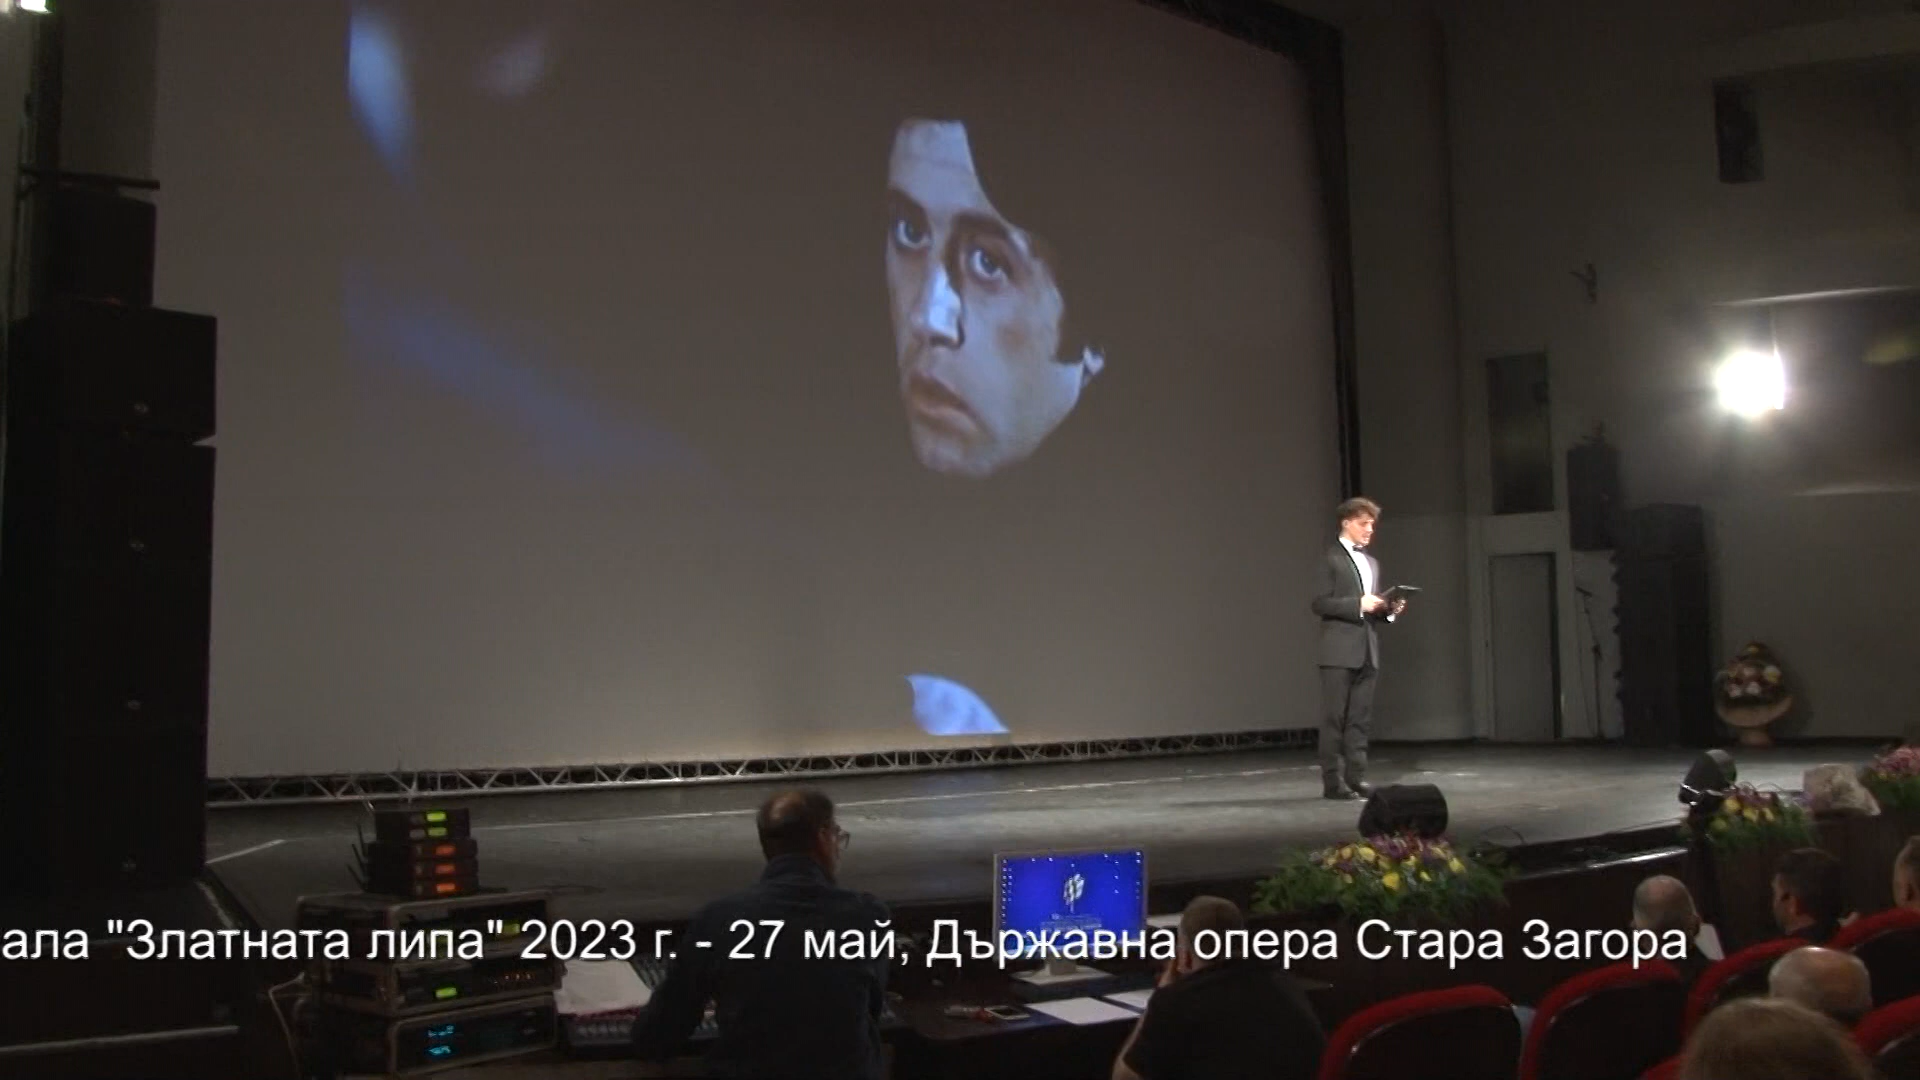 ала "Златната липа" 2023 г. - 27 май, Държавна опера Стара Загора